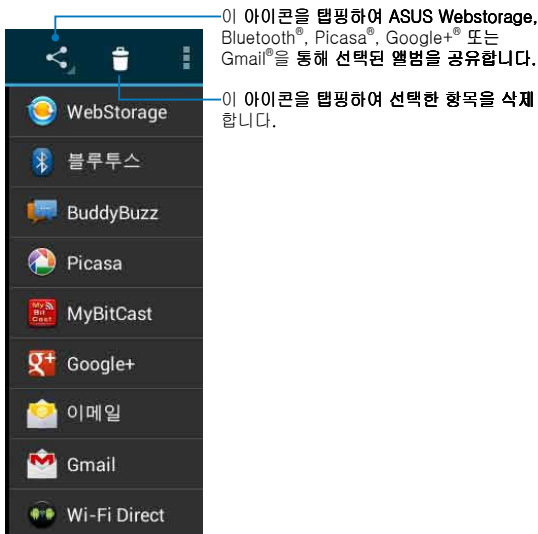 이 아이콘을 탭핑하여 ASUS Webstorage,
Bluetooth®, Picasa®, Google+® 또는
Gmail®을 통해 선택된 앨범을 공유합니다.
이 아이콘을 탭핑하여 선택한 항목을 삭제
합니다.
WebStorage
블루투스
BuddyBuzz
Picasa
My Bit Cast
MyBitCast
g+
Google+
이메일
Gmail
Wi-Fi Direct